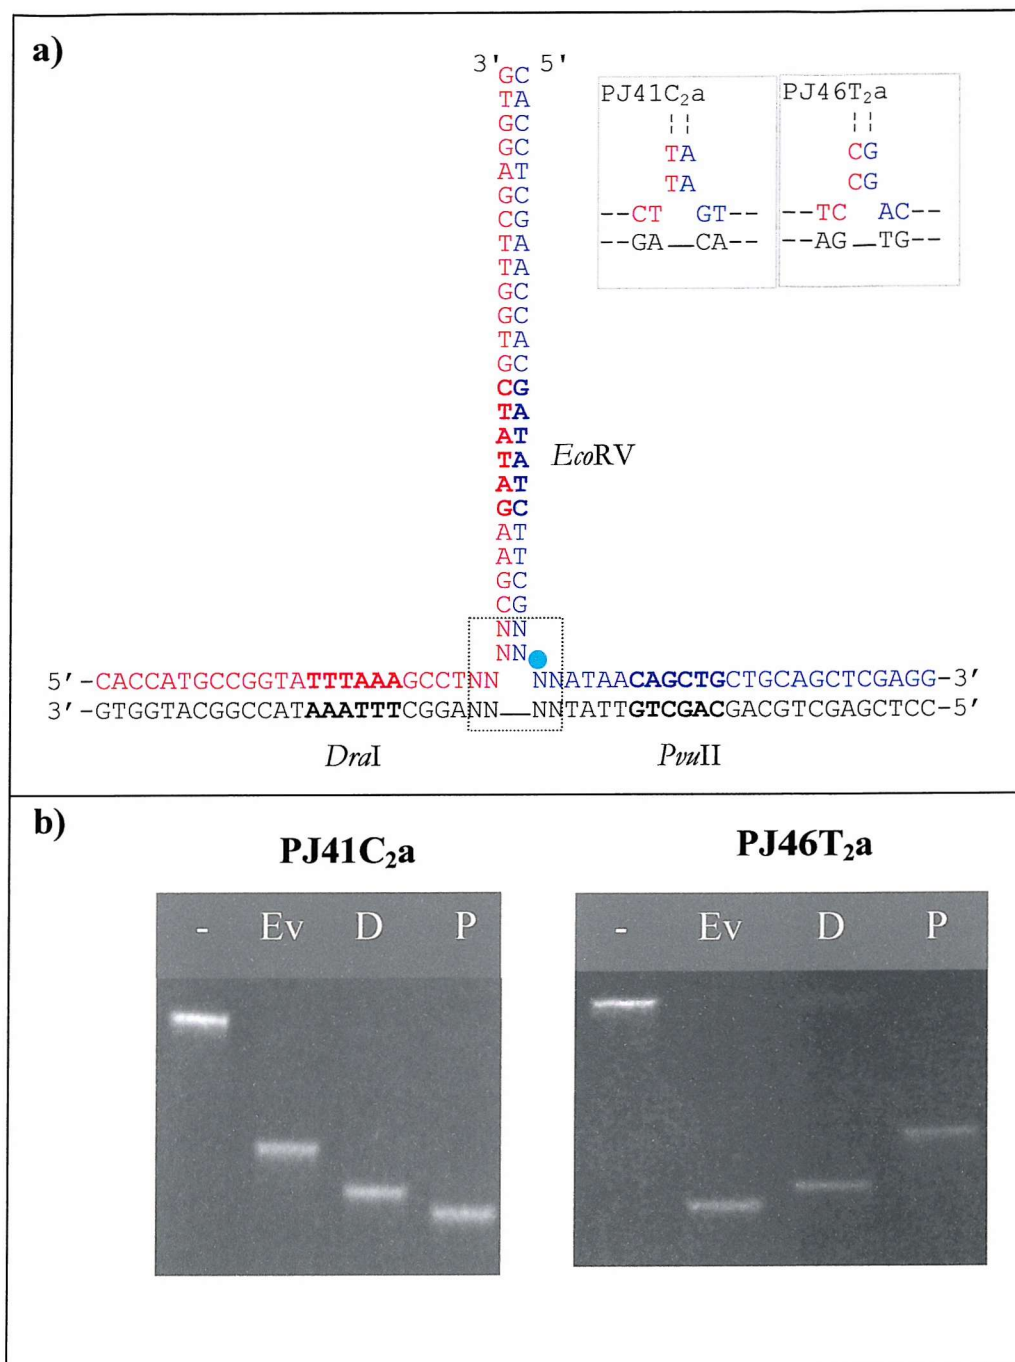 a)
3' GC 5'
TA
GC
GC
AT
GC
CG
TA
TA
GC
GC
TA
GC
CG
TA
AT
TA
AT
GC
AT
AT
GC
CG
NN
NN
EcoRV
PJ41C₂a
TA
TA
--CT GT--
--GA—CA--
PJ46T₂a
CG
CG
--TC AC--
--AG—TG--
5'-CACCATGCCGGTATTTAAAGCCTNN NNATAACAGCTGCTGCAGCTCGAGG-3'
3'-GTGGTACGGCCATAAATTTCGGANN—NNTATTGTCGACGACGTCGAGCTCC-5'
DraI PvuII
b)
PJ41C₂a PJ46T₂a
- Ev D P - Ev D P